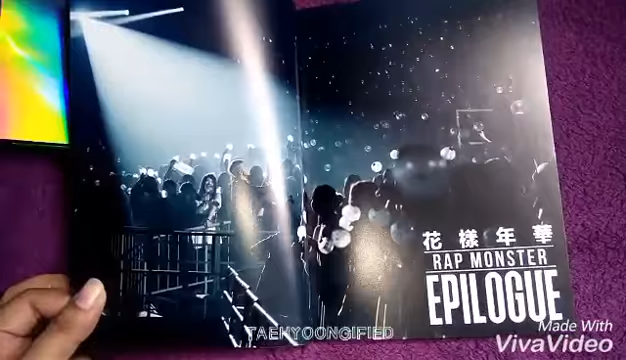 花樣年華
RAP MONSTER
EPILOGUE
TAEHYOONGIFIED
Made With
VivaVideo